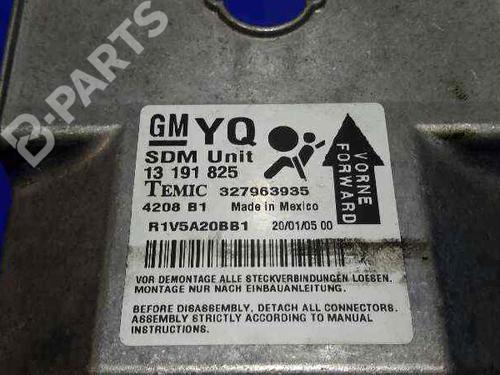 B-PARTS
GM YQ
SDM Unit
13 191 825
TEMIC 327963935
4208 B1 Made in Mexico
R1V5A20BB1 20/01/05 00
VORNE
FORWARD
VOR DEMONTAGE ALLE STECKVERBINDUNGEN LOESEN.
MONTAGE NUR NACH EINBAUANLEITUNG.
BEFORE DISASSEMBLY, DETACH ALL CONNECTORS.
ASSEMBLY STRICTLY ACCORDING TO MANUAL
INSTRUCTIONS.